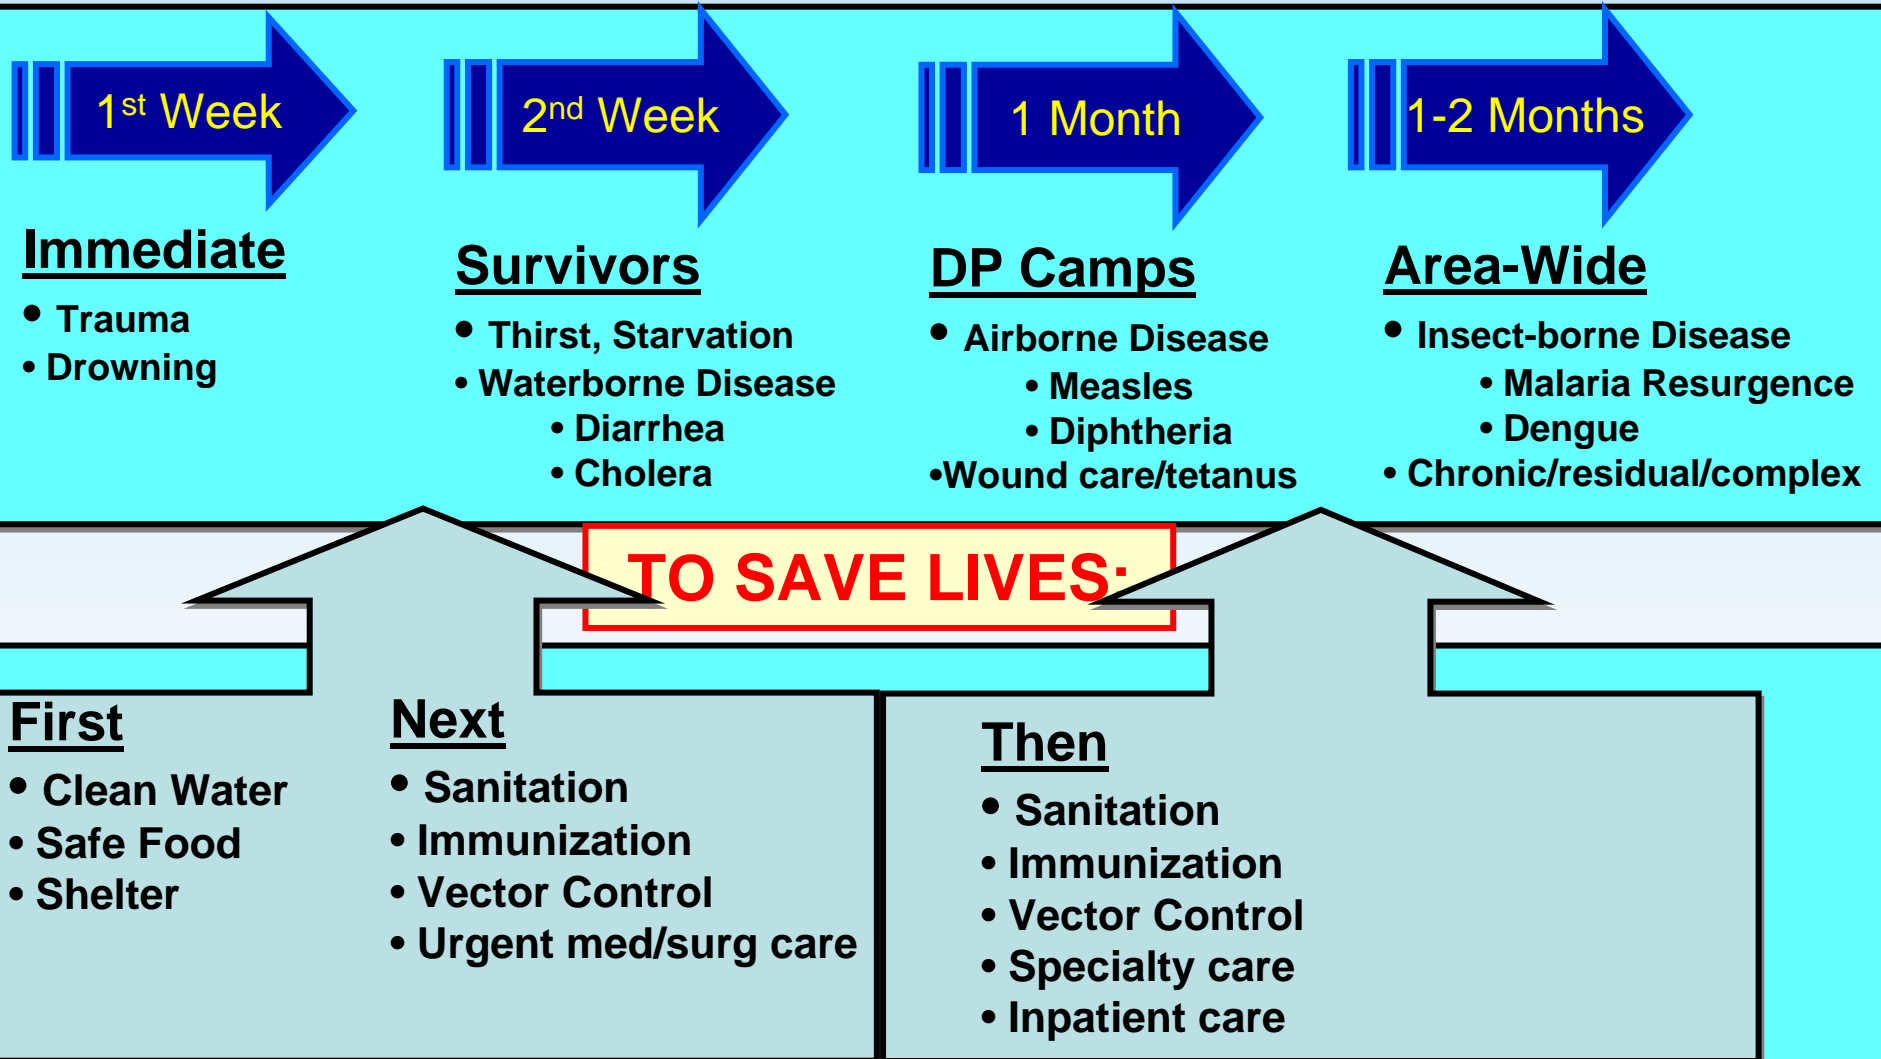 1st Week
2nd Week
1 Month
1-2 Months
Immediate
• Trauma
• Drowning
Survivors
• Thirst, Starvation
• Waterborne Disease
• Diarrhea
• Cholera
DP Camps
• Airborne Disease
• Measles
• Diphtheria
•Wound care/tetanus
Area-Wide
• Insect-borne Disease
• Malaria Resurgence
• Dengue
• Chronic/residual/complex
TO SAVE LIVES:
First
• Clean Water
• Safe Food
• Shelter
Next
• Sanitation
• Immunization
• Vector Control
• Urgent med/surg care
Then
• Sanitation
• Immunization
• Vector Control
• Specialty care
• Inpatient care